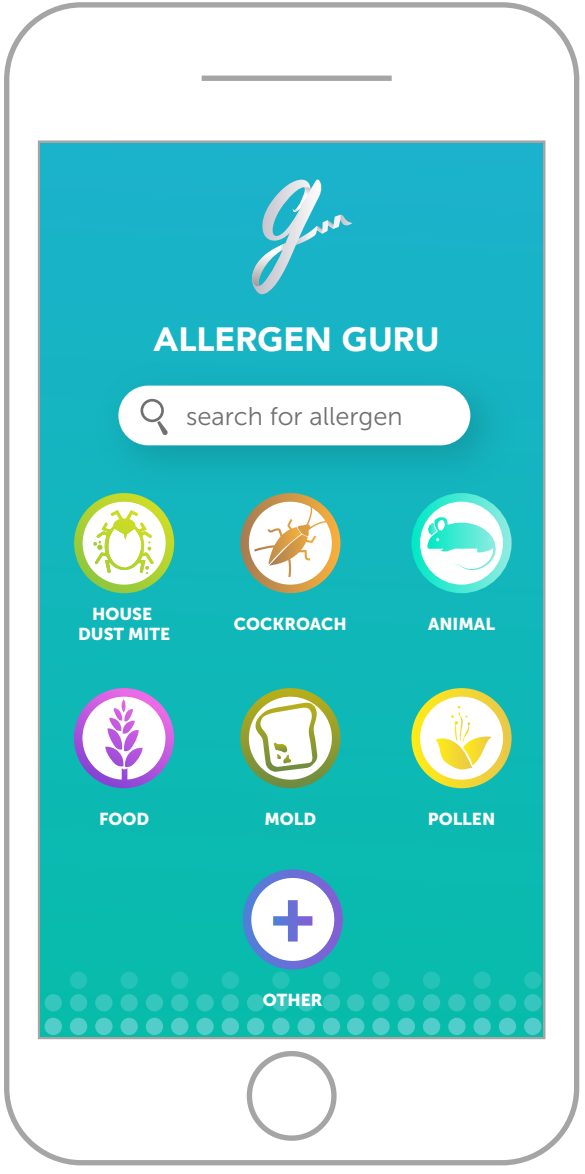 g
ALLERGEN GURU
search for allergen
HOUSE
DUST MITE
COCKROACH
ANIMAL
FOOD
MOLD
POLLEN
OTHER